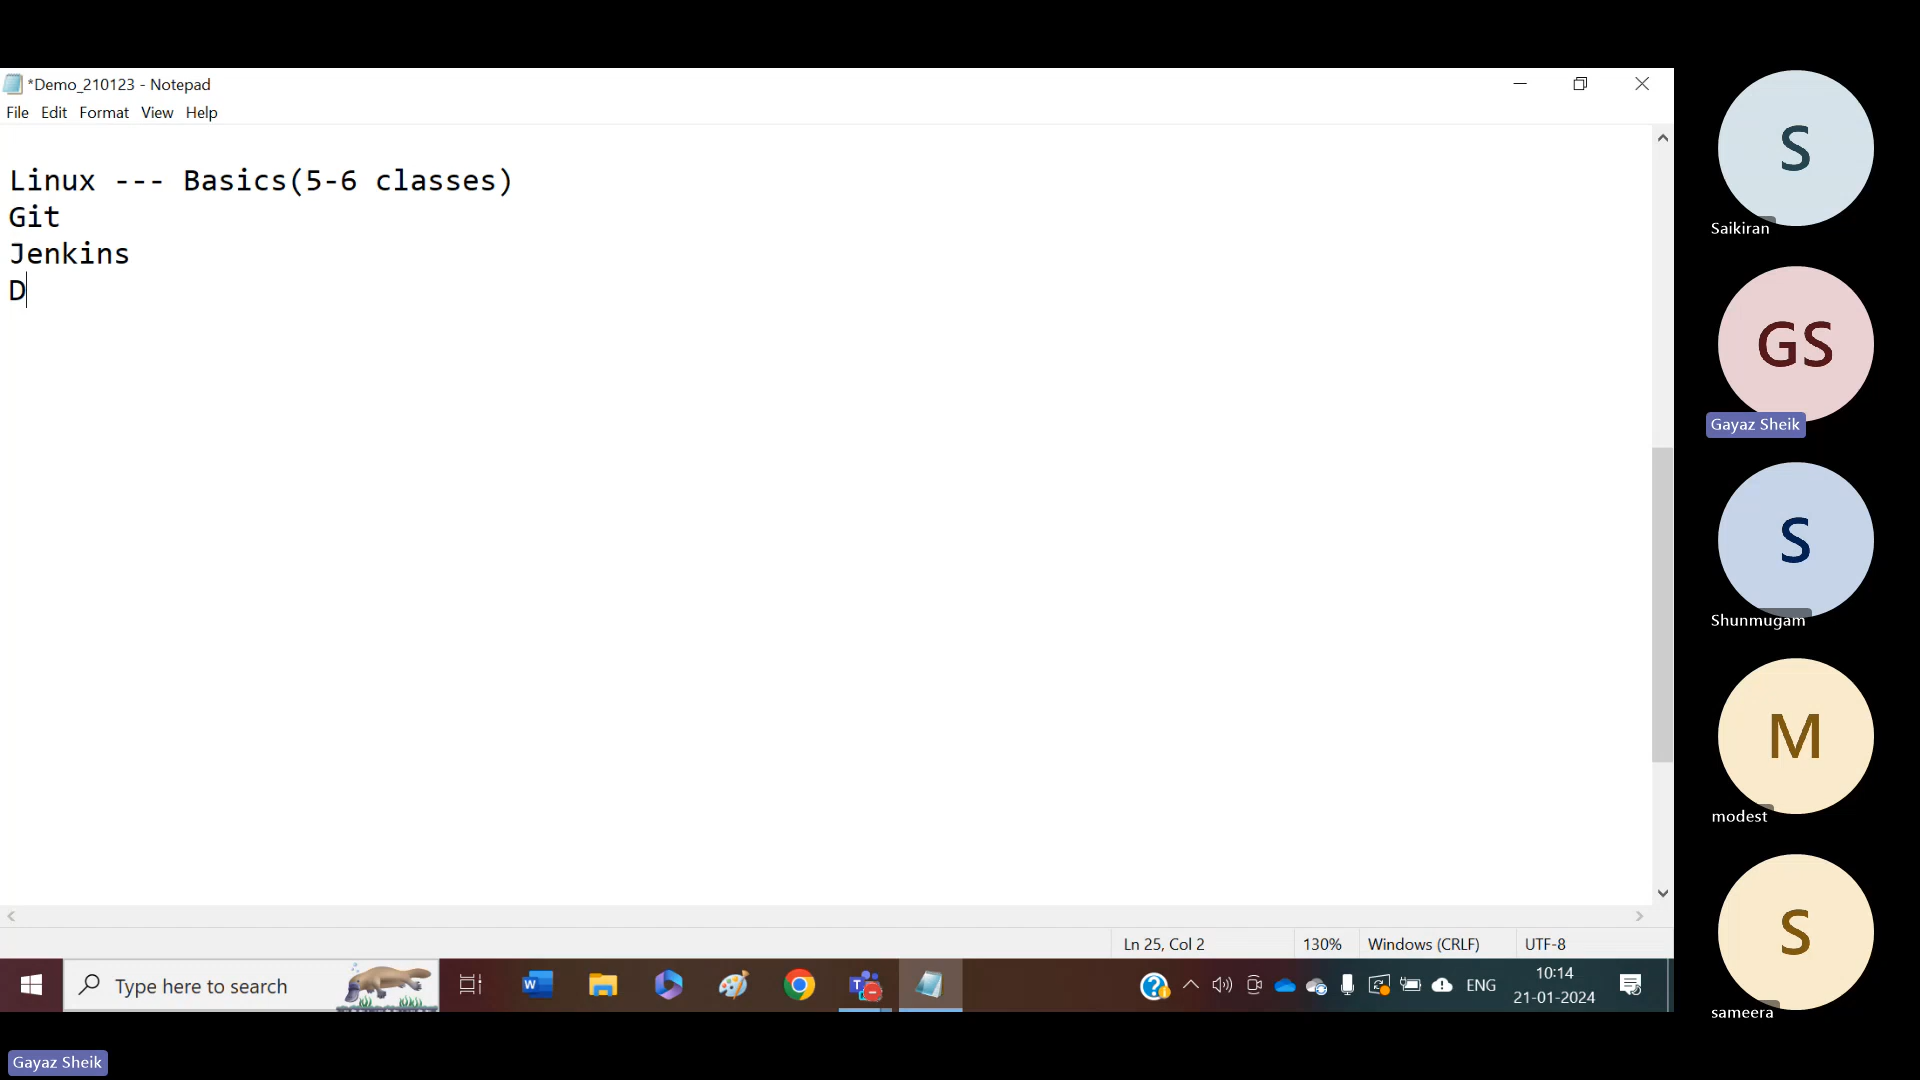 *Demo_210123 - Notepad
File Edit Format View Help
Linux --- Basics(5-6 classes)
Git
Jenkins
D
Ln 25, Col 2
130%
Windows (CRLF)
UTF-8
Type here to search
ENG
10:14
21-01-2024
S
Saikiran
GS
Gayaz Sheik
S
Shunmugam
M
modest
S
sameera
Gayaz Sheik